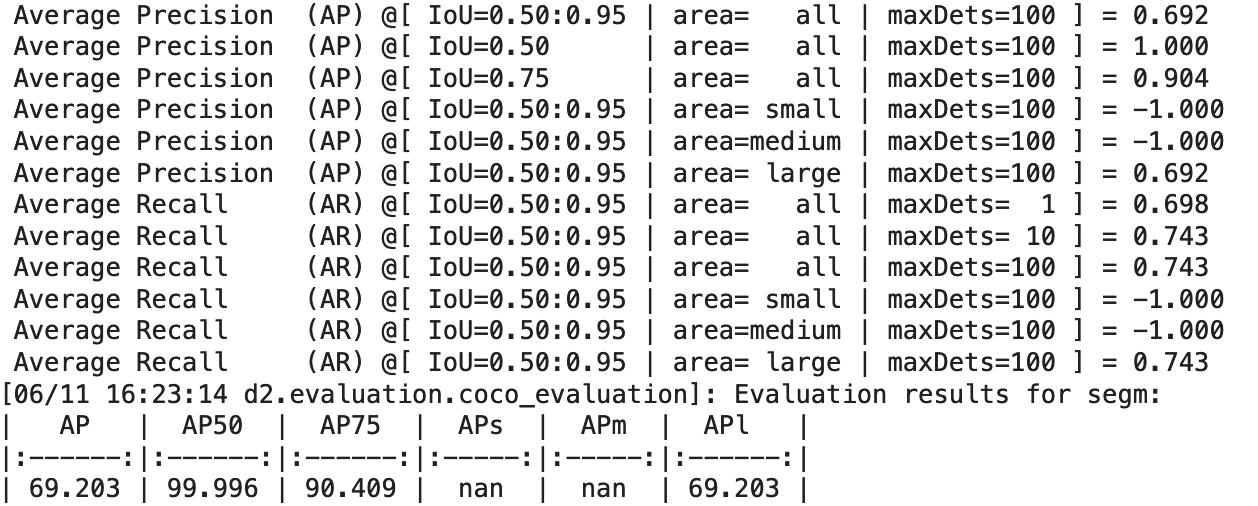 Average Precision  (AP) @[ IoU=0.50:0.95 | area=   all | maxDets=100 ] = 0.692
Average Precision  (AP) @[ IoU=0.50      | area=   all | maxDets=100 ] = 1.000
Average Precision  (AP) @[ IoU=0.75      | area=   all | maxDets=100 ] = 0.904
Average Precision  (AP) @[ IoU=0.50:0.95 | area= small | maxDets=100 ] = -1.000
Average Precision  (AP) @[ IoU=0.50:0.95 | area=medium | maxDets=100 ] = -1.000
Average Precision  (AP) @[ IoU=0.50:0.95 | area= large | maxDets=100 ] = 0.692
Average Recall     (AR) @[ IoU=0.50:0.95 | area=   all | maxDets=  1 ] = 0.698
Average Recall     (AR) @[ IoU=0.50:0.95 | area=   all | maxDets= 10 ] = 0.743
Average Recall     (AR) @[ IoU=0.50:0.95 | area=   all | maxDets=100 ] = 0.743
Average Recall     (AR) @[ IoU=0.50:0.95 | area= small | maxDets=100 ] = -1.000
Average Recall     (AR) @[ IoU=0.50:0.95 | area=medium | maxDets=100 ] = -1.000
Average Recall     (AR) @[ IoU=0.50:0.95 | area= large | maxDets=100 ] = 0.743
[06/11 16:23:14 d2.evaluation.coco_evaluation]: Evaluation results for segm:
|   AP   |  AP50  |  AP75  |  APs  |  APm  |  APl   |
|:------:|:------:|:------:|:-----:|:-----:|:------:|
| 69.203 | 99.996 | 90.409 |  nan  |  nan  | 69.203 |